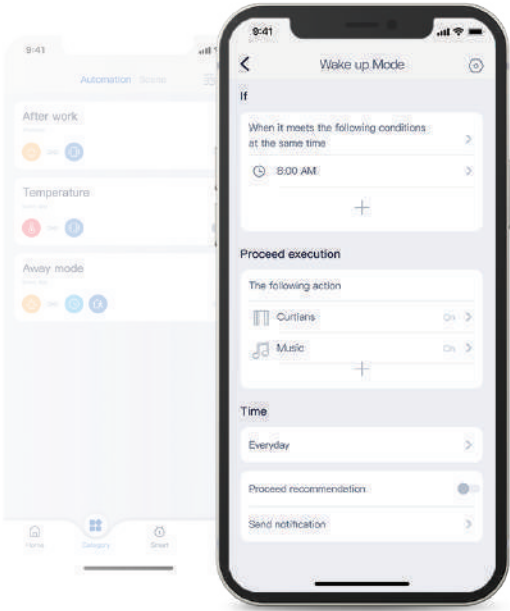 9:41
Automation
After work
Temperature
Away mode
Home
Category
Smart
9:41
Wake up Mode
If
When it meets the following conditions
at the same time
8:00 AM
Proceed execution
The following action
Curtians
On
Music
On
Time
Everyday
Proceed recommendation
Send notification